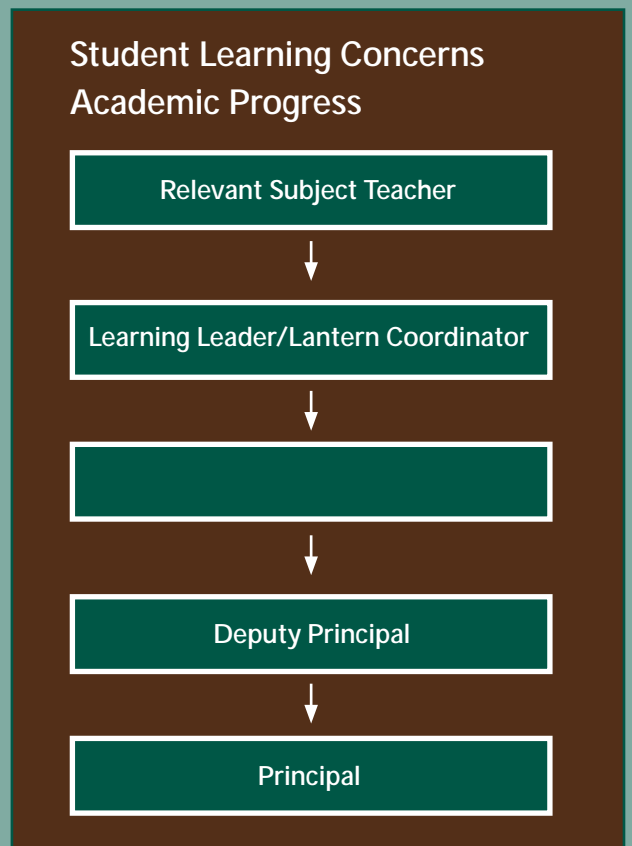 Student Learning Concerns
Academic Progress
Relevant Subject Teacher
Learning Leader/Lantern Coordinator
Deputy Principal
Principal